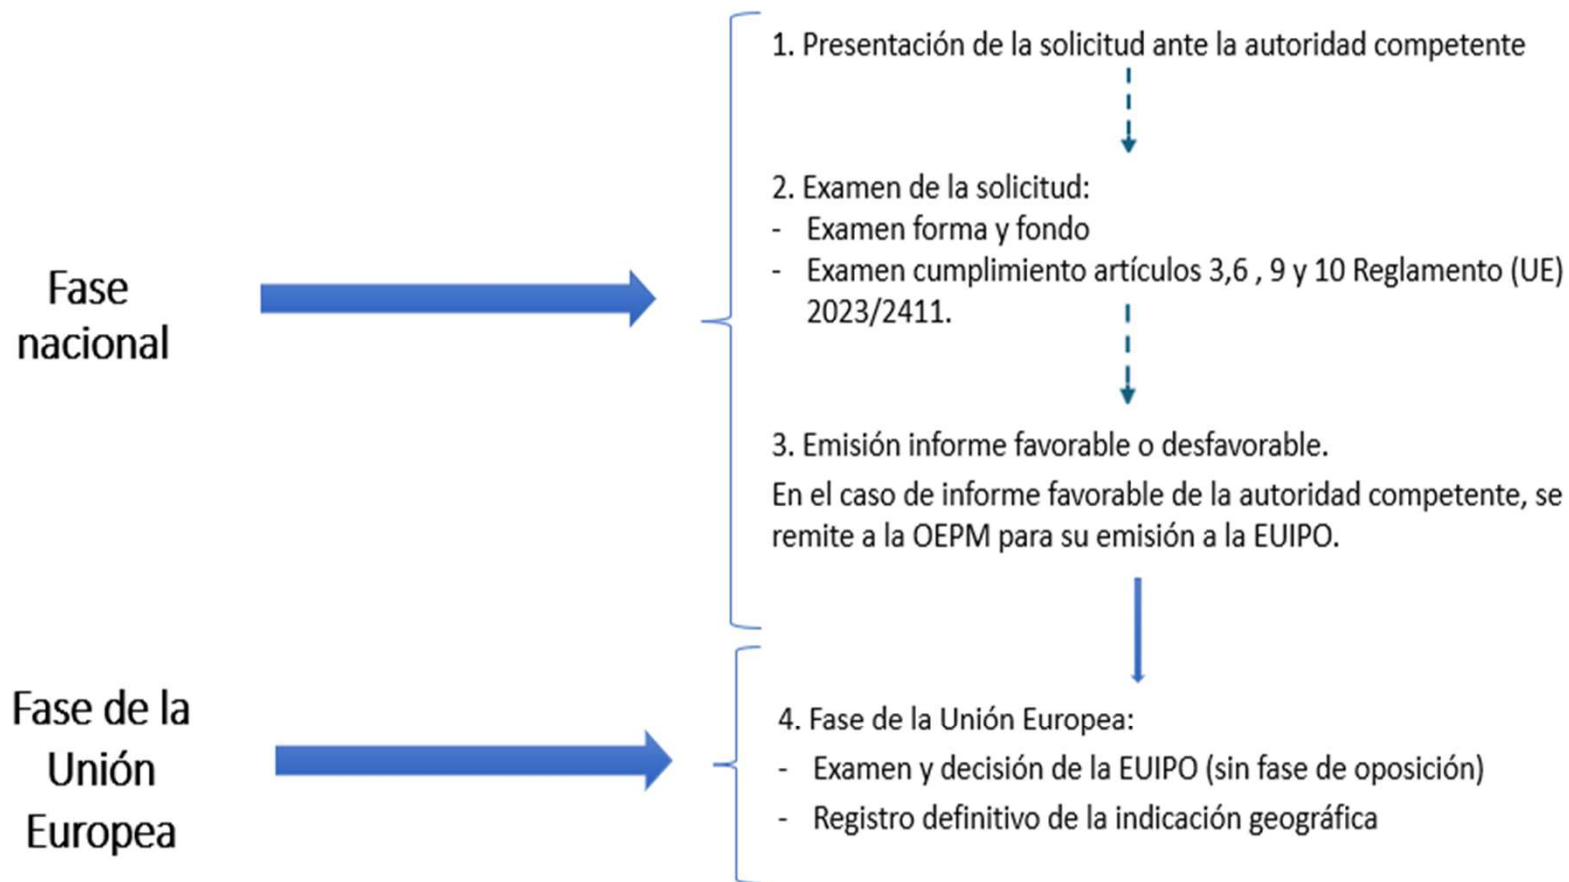 1. Presentación de la solicitud ante la autoridad competente
2. Examen de la solicitud:
- Examen forma y fondo
- Examen cumplimiento artículos 3,6 , 9 y 10 Reglamento (UE)
2023/2411.
Fase
nacional
3. Emisión informe favorable o desfavorable.
En el caso de informe favorable de la autoridad competente, se
remite a la OEPM para su emisión a la EUIPO.
Fase de la
Unión
Europea
4. Fase de la Unión Europea:
- Examen y decisión de la EUIPO (sin fase de oposición)
- Registro definitivo de la indicación geográfica